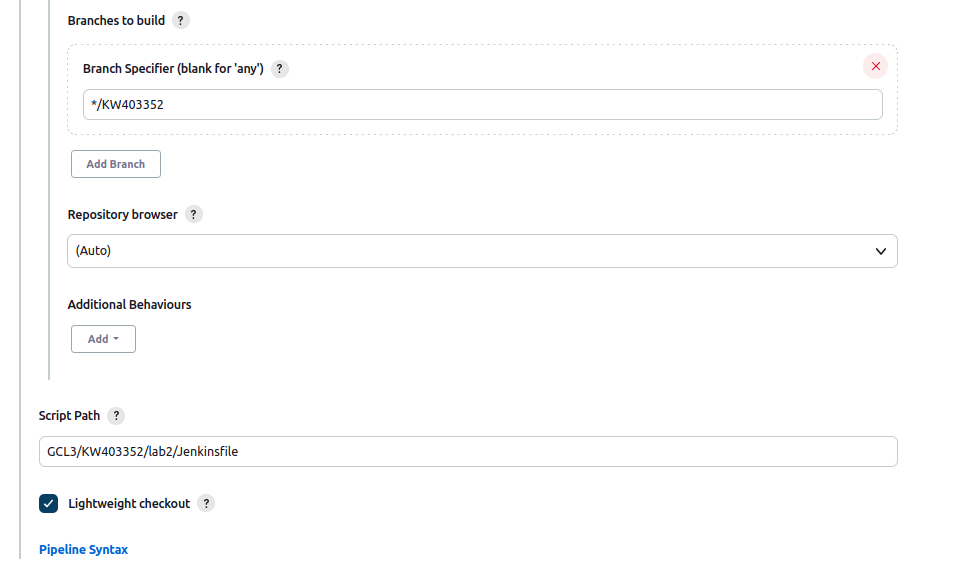 Branches to build ?
Branch Specifier (blank for 'any') ?
*/KW403352
Add Branch
Repository browser ?
(Auto)
Additional Behaviours
Add
Script Path ?
GCL3/KW403352/lab2/Jenkinsfile
Lightweight checkout ?
Pipeline Syntax